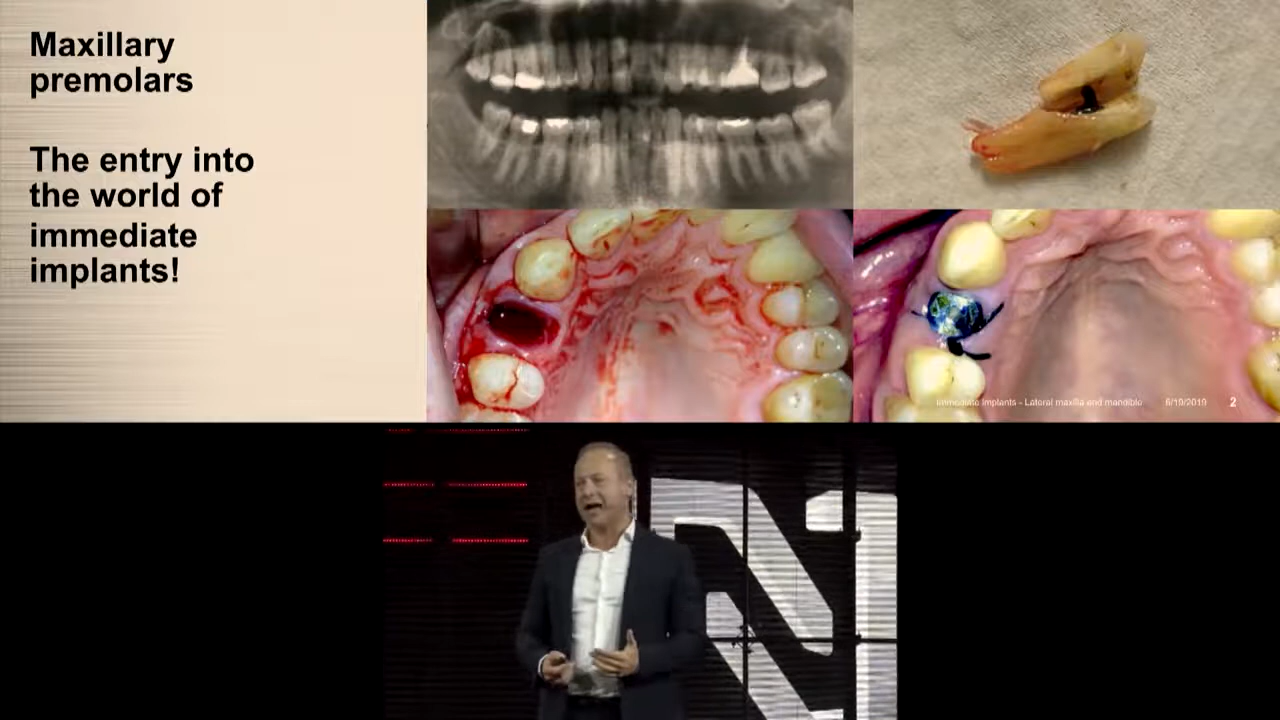 Maxillary
premolars
The entry into
the world of
immediate
implants!
Immediate Implants - Lateral maxilla and mandible 6/19/2019 2